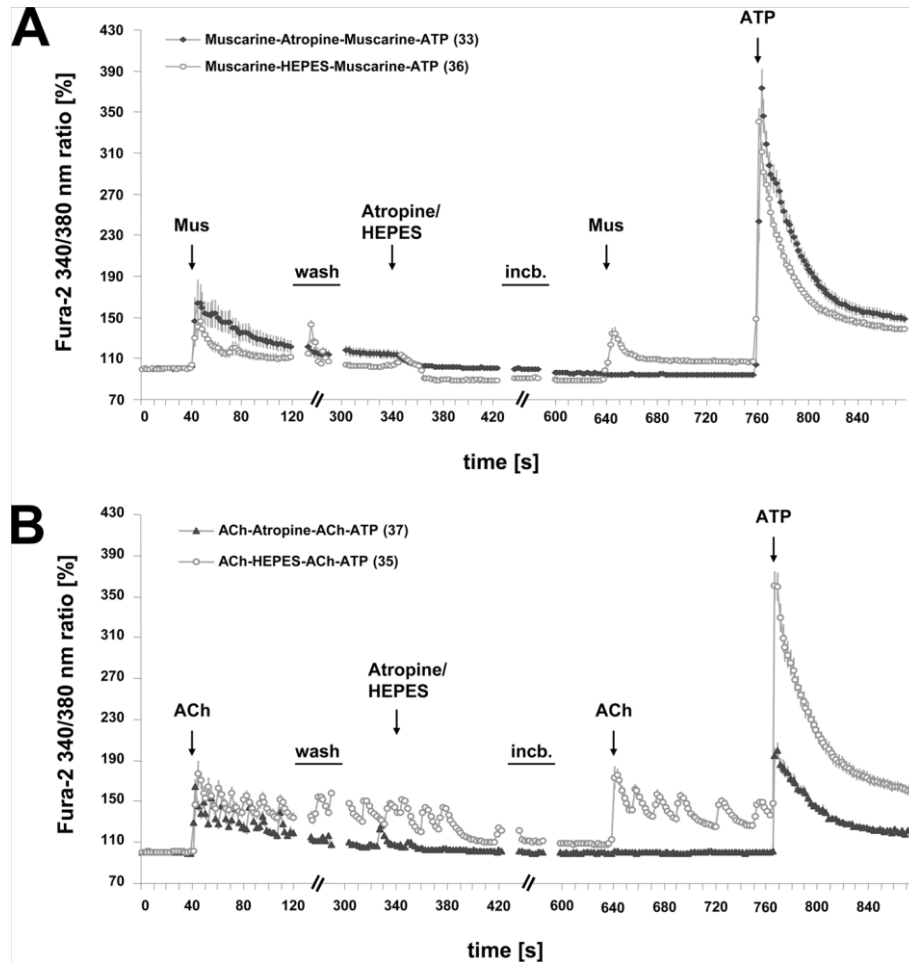 A
Muscarine-Atropine-Muscarine-ATP (33)
Muscarine-HEPES-Muscarine-ATP (36)
ATP
Fura-2 340/380 nm ratio [%]
430
390
350
310
270
230
190
150
110
70
Mus
wash
Atropine/
HEPES
incb.
Mus
0 40 80 120 300 340 380 420 600 640 680 720 760 800 840
time [s]
B
ACh-Atropine-ACh-ATP (37)
ACh-HEPES-ACh-ATP (35)
ATP
Fura-2 340/380 nm ratio [%]
430
390
350
310
270
230
190
150
110
70
ACh
wash
Atropine/
HEPES
incb.
ACh
0 40 80 120 300 340 380 420 600 640 680 720 760 800 840
time [s]